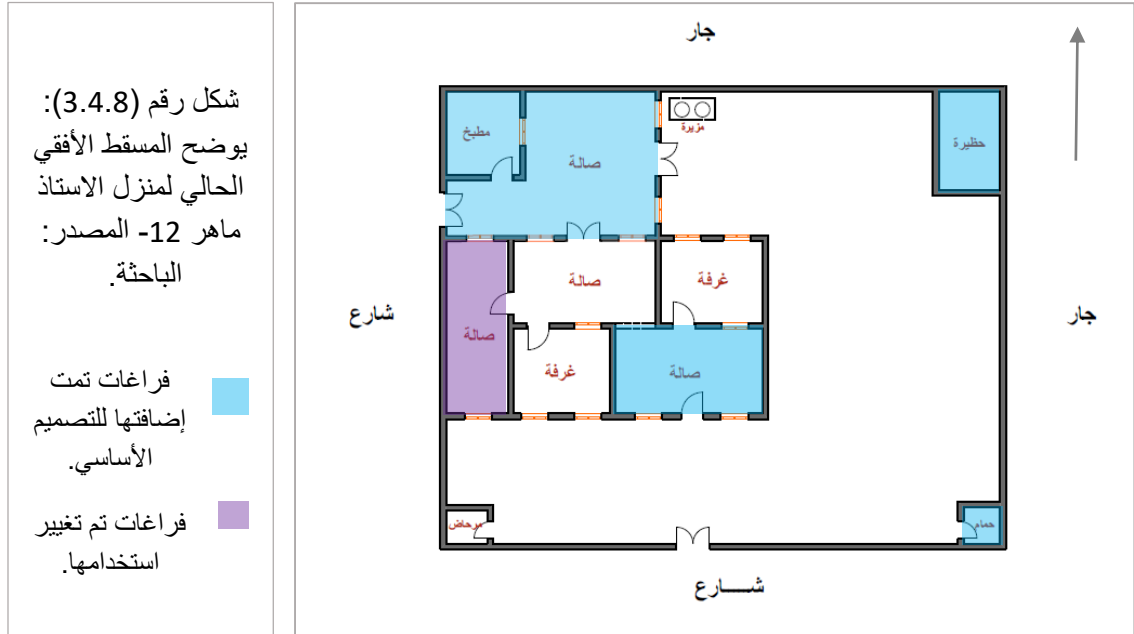 شكل رقم (3.4.8):
يوضح المسقط الأفقي
الحالي لمنزل الاستاذ
ماهر 12- المصدر:
الباحثة.
فراغات تمت
إضافتها للتصميم
الأساسي.
فراغات تم تغيير
استخدامها.
جار
مطبخ
صالة
مزيرة
حظيرة
صالة
غرفة
شارع
صالة
جار
غرفة
صالة
مرحاض
حمام
شـــــارع